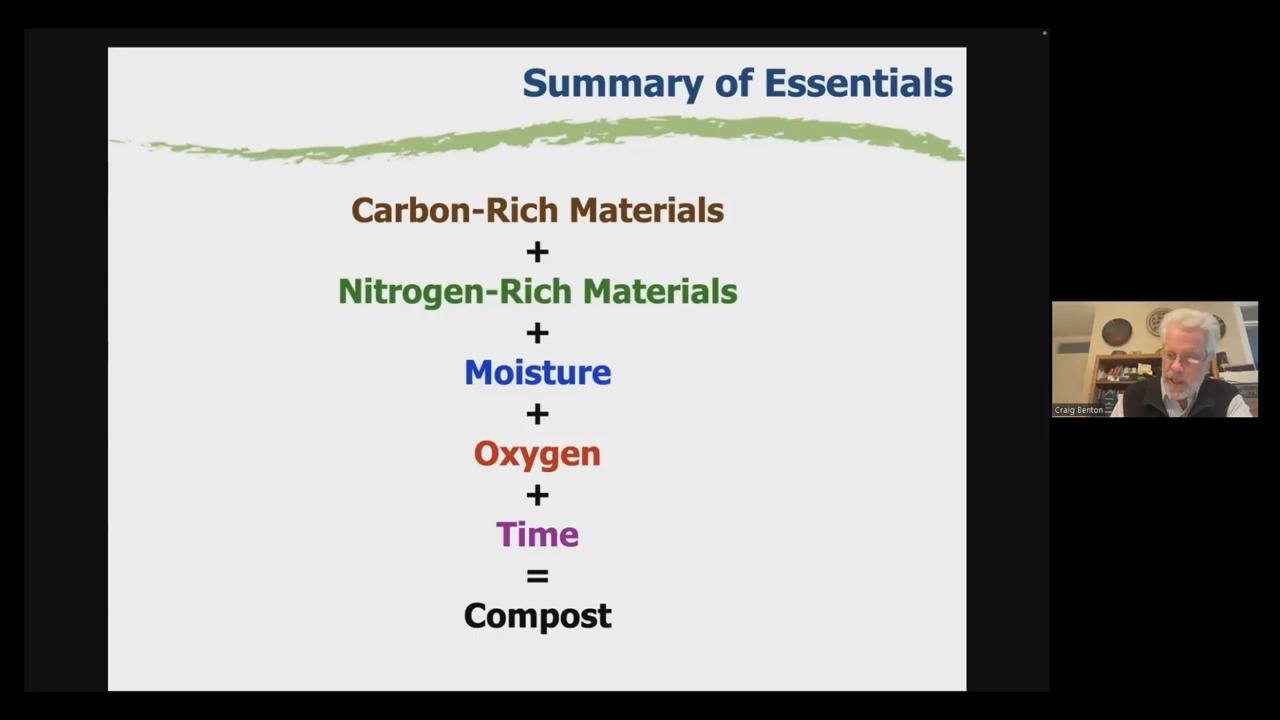 Summary of Essentials
Carbon-Rich Materials
+
Nitrogen-Rich Materials
+
Moisture
+
Oxygen
+
Time
=
Compost
Craig Benton